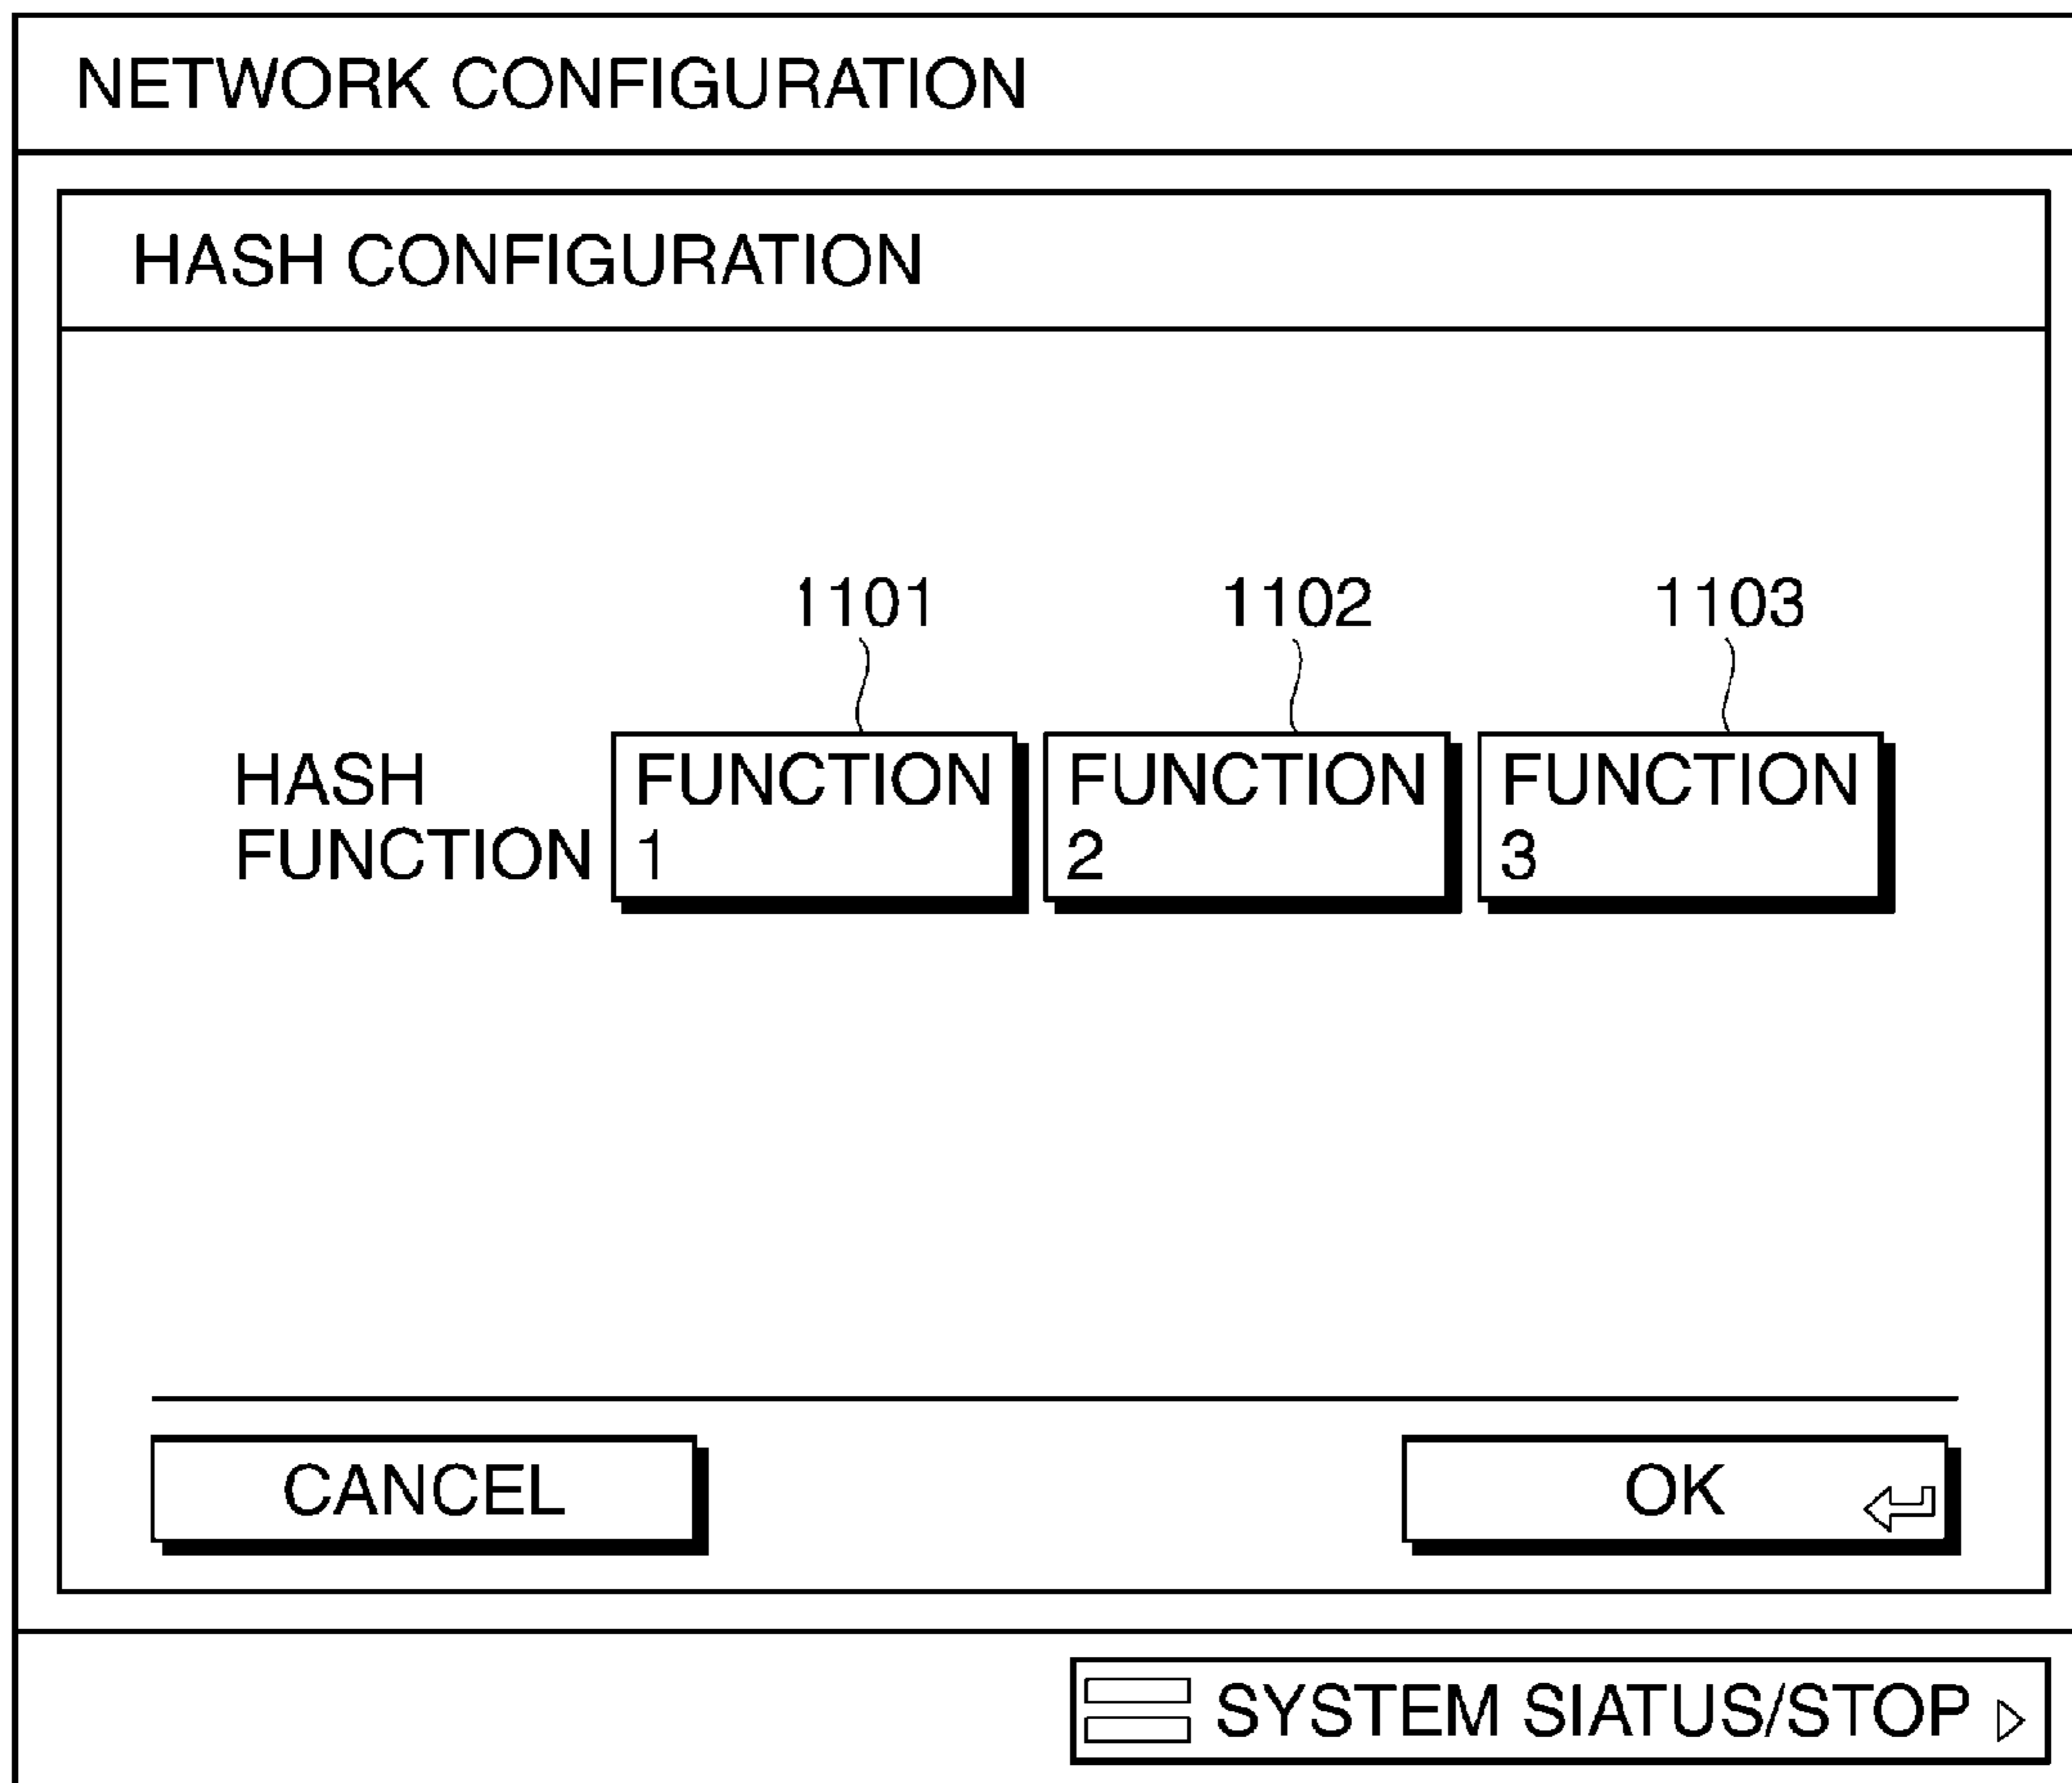 NETWORK CONFIGURATION
HASH CONFIGURATION
1101
1102
1103
HASH
FUNCTION
FUNCTION
1
FUNCTION
2
FUNCTION
3
CANCEL
OK
SYSTEM SIATUS/STOP